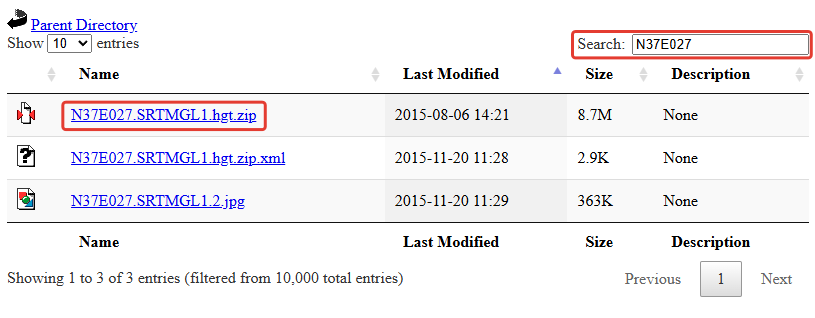 Parent Directory
Show 10 entries Search: N37E027
Name Last Modified Size Description
N37E027.SRTMGL1.hgt.zip 2015-08-06 14:21 8.7M None
N37E027.SRTMGL1.hgt.zip.xml 2015-11-20 11:28 2.9K None
N37E027.SRTMGL1.2.jpg 2015-11-20 11:29 363K None
Name Last Modified Size Description
Showing 1 to 3 of 3 entries (filtered from 10,000 total entries) Previous 1 Next